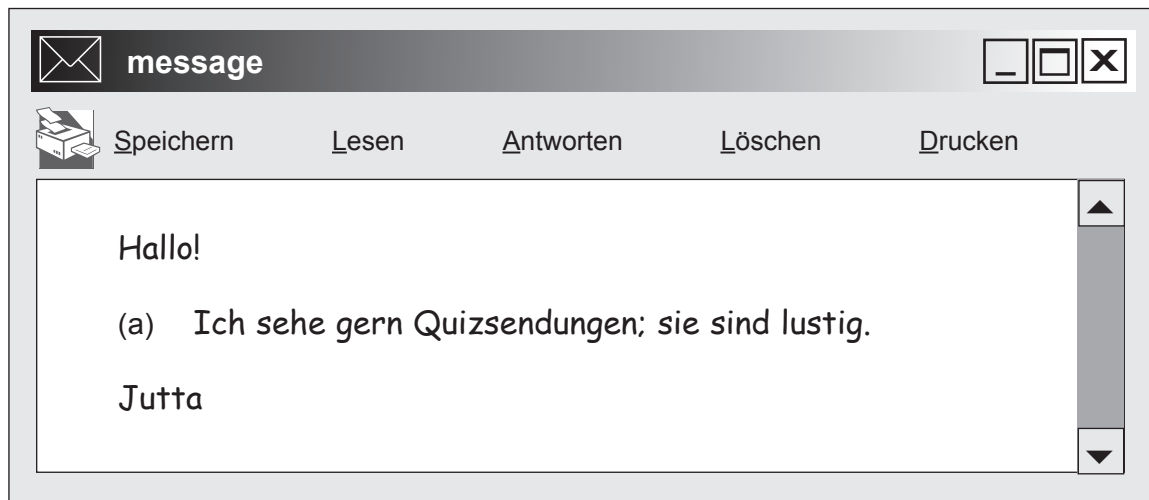 message
Speichern Lesen Antworten Löschen Drucken
Hallo!
(a) Ich sehe gern Quizsendungen; sie sind lustig.
Jutta